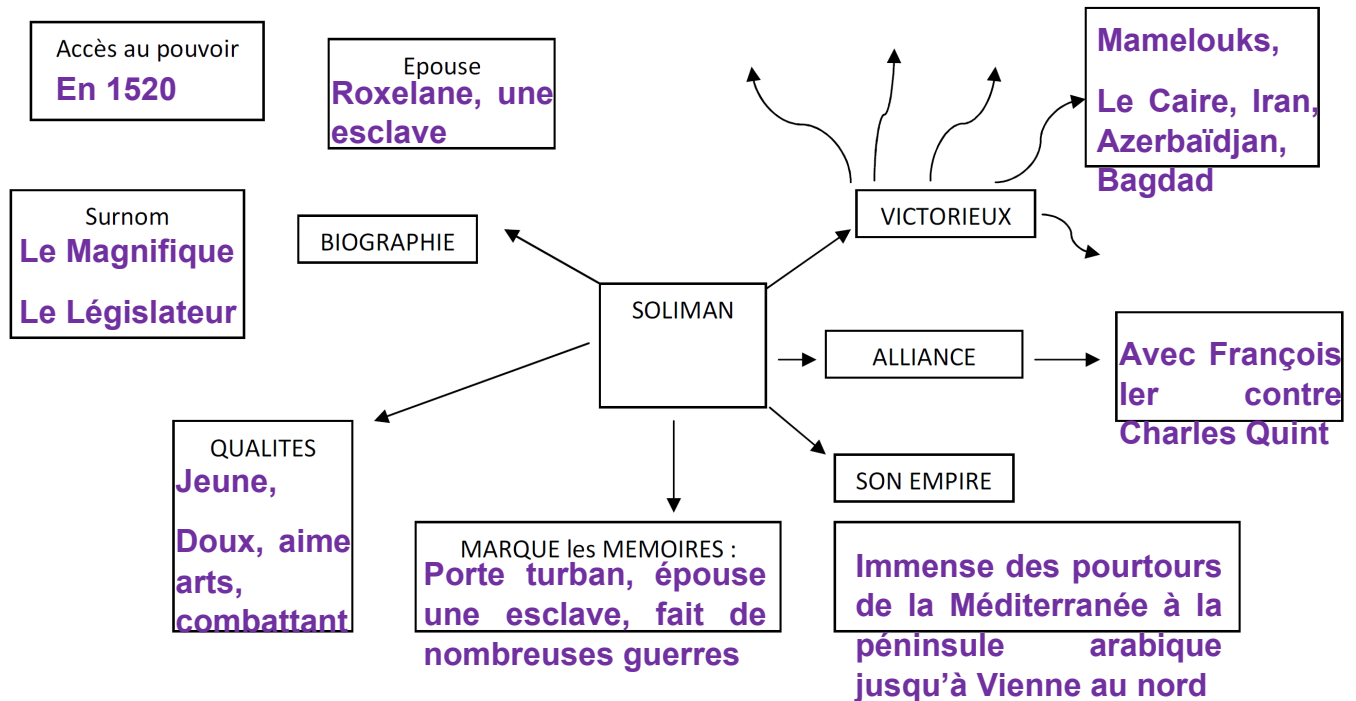 Accès au pouvoir
En 1520
Epouse
Roxelane, une
esclave
Mamelouks,
Le Caire, Iran,
Azerbaïdjan,
Bagdad
Surnom
Le Magnifique
Le Législateur
BIOGRAPHIE
VICTORIEUX
SOLIMAN
ALLIANCE
Avec François
Ier contre
Charles Quint
QUALITES
Jeune,
Doux, aime
arts,
combattant
MARQUE les MEMOIRES :
Porte turban, épouse
une esclave, fait de
nombreuses guerres
SON EMPIRE
Immense des pourtours
de la Méditerranée à la
péninsule arabique
jusqu’à Vienne au nord